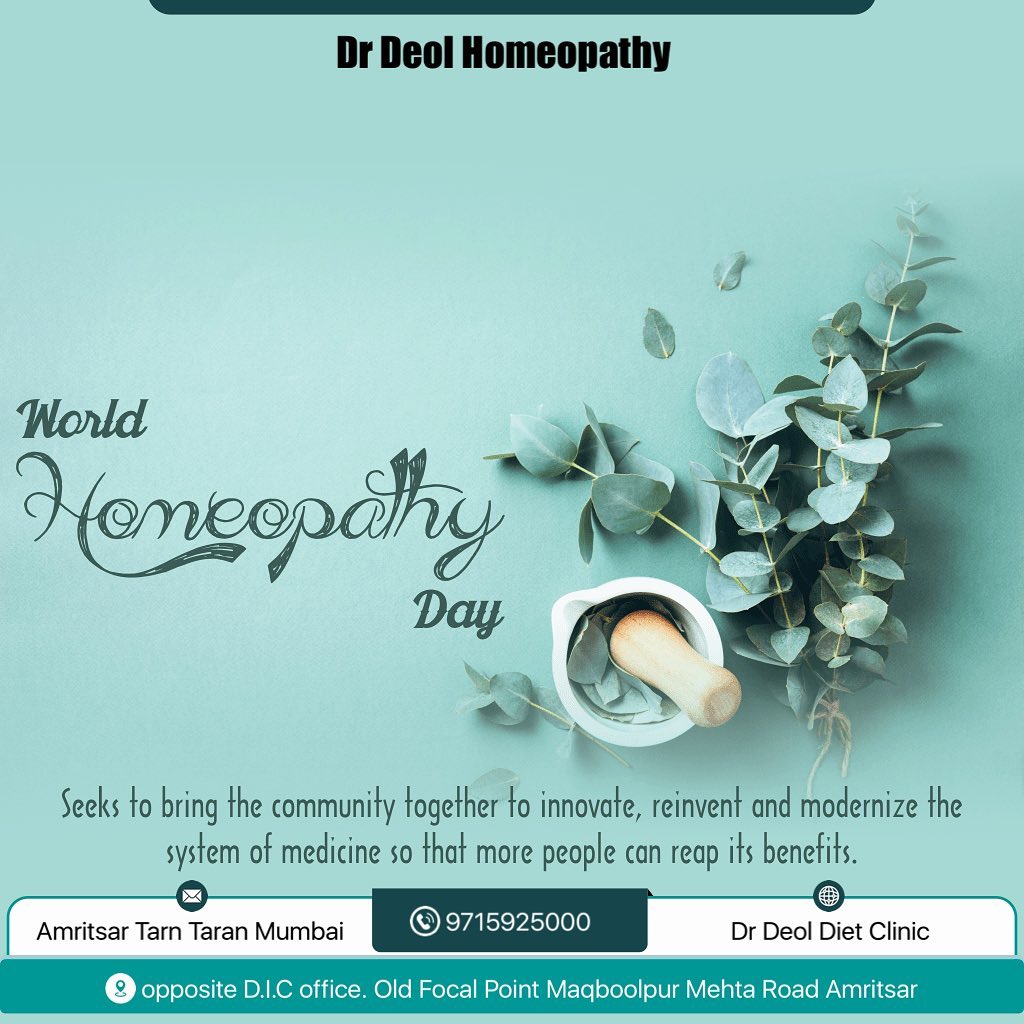 Dr Deol Homeopathy
World
Homeopathy
Day
Seeks to bring the community together to innovate, reinvent and modernize the
system of medicine so that more people can reap its benefits.
Amritsar Tarn Taran Mumbai
9715925000
Dr Deol Diet Clinic
opposite D.I.C office. Old Focal Point Maqboolpur Mehta Road Amritsar